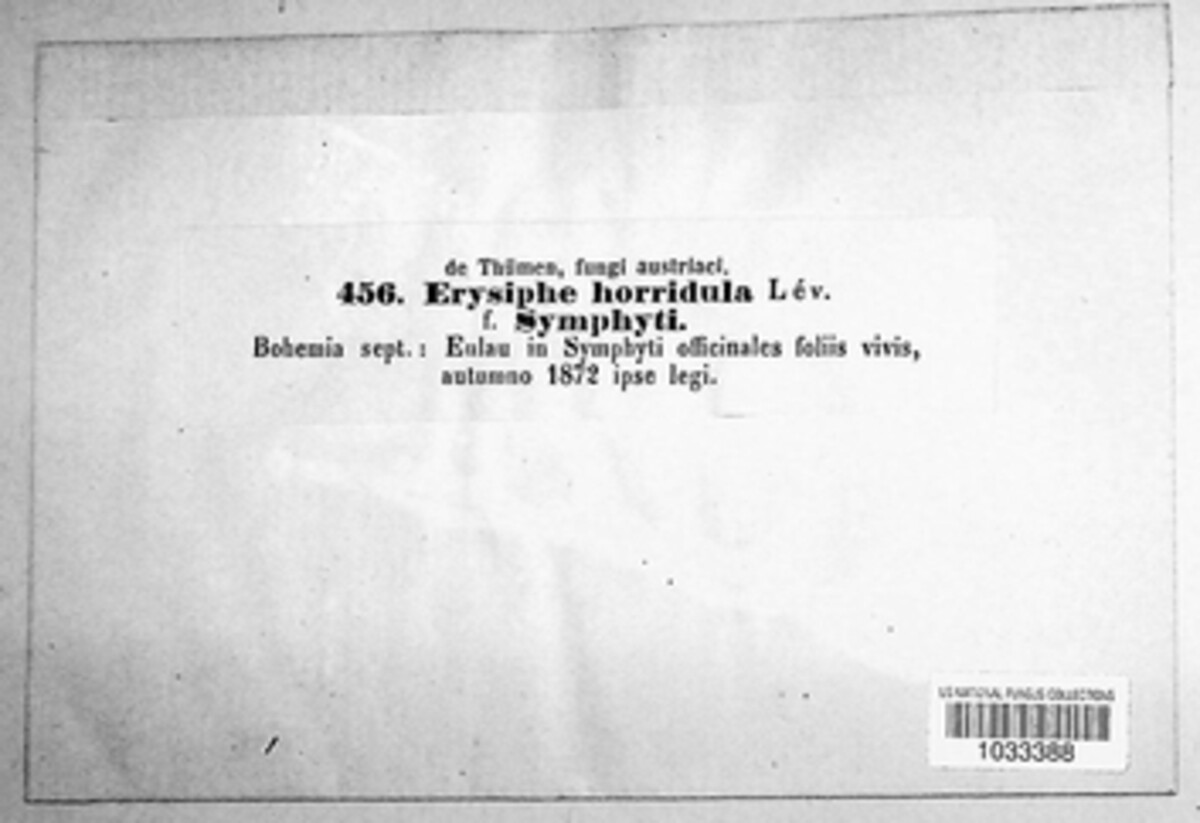 de Thümen, fungi austriaci.
456. Erysiphe horridula Lév.
f. Symphyti.
Bohemia sept.: Eulau in Symphyti officinales foliis vivis,
autumno 1872 ipse legi.
US NATIONAL FUNGUS COLLECTIONS
1033388